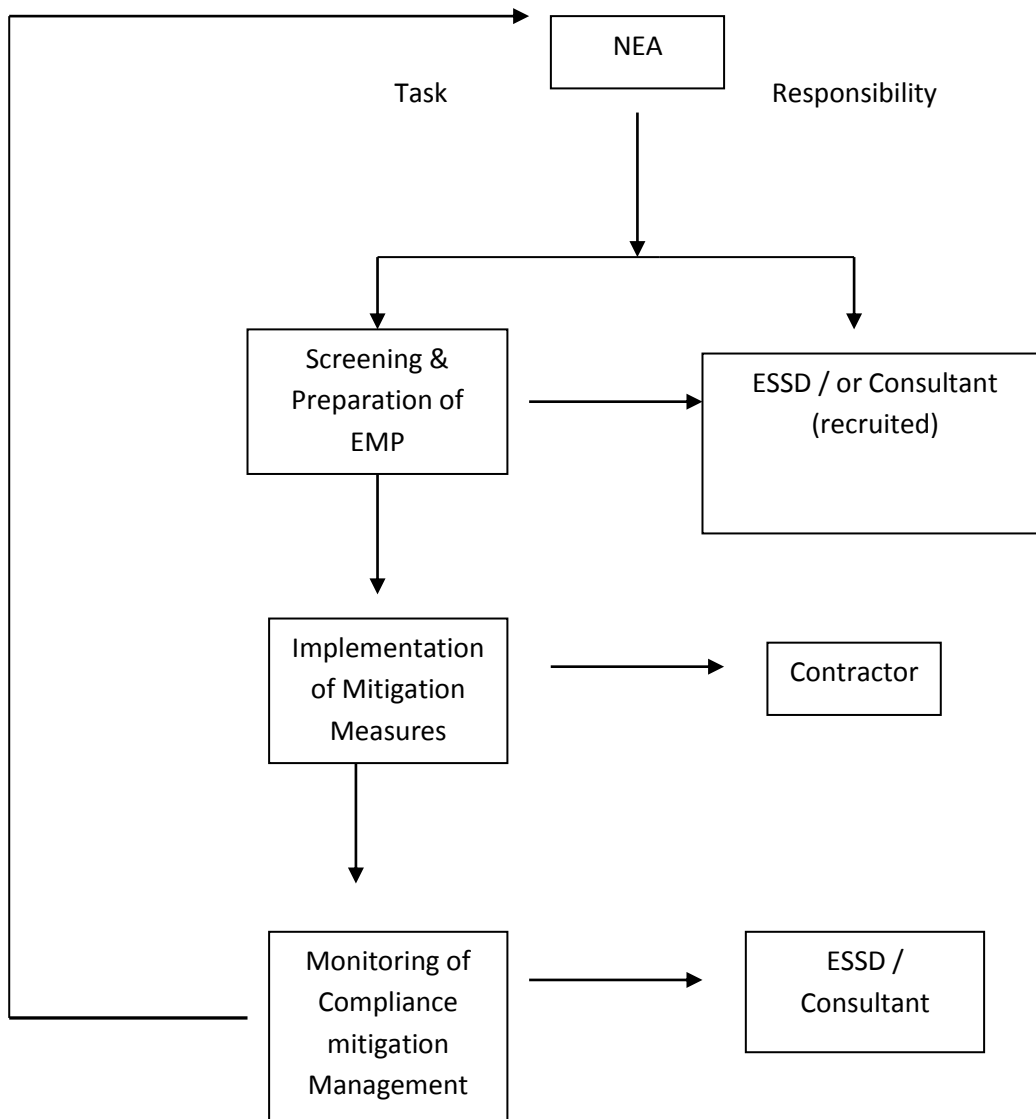 NEA
Task
Responsibility
Screening &
Preparation of
EMP
ESSD / or Consultant
(recruited)
Implementation
of Mitigation
Measures
Contractor
Monitoring of
Compliance
mitigation
Management
ESSD /
Consultant